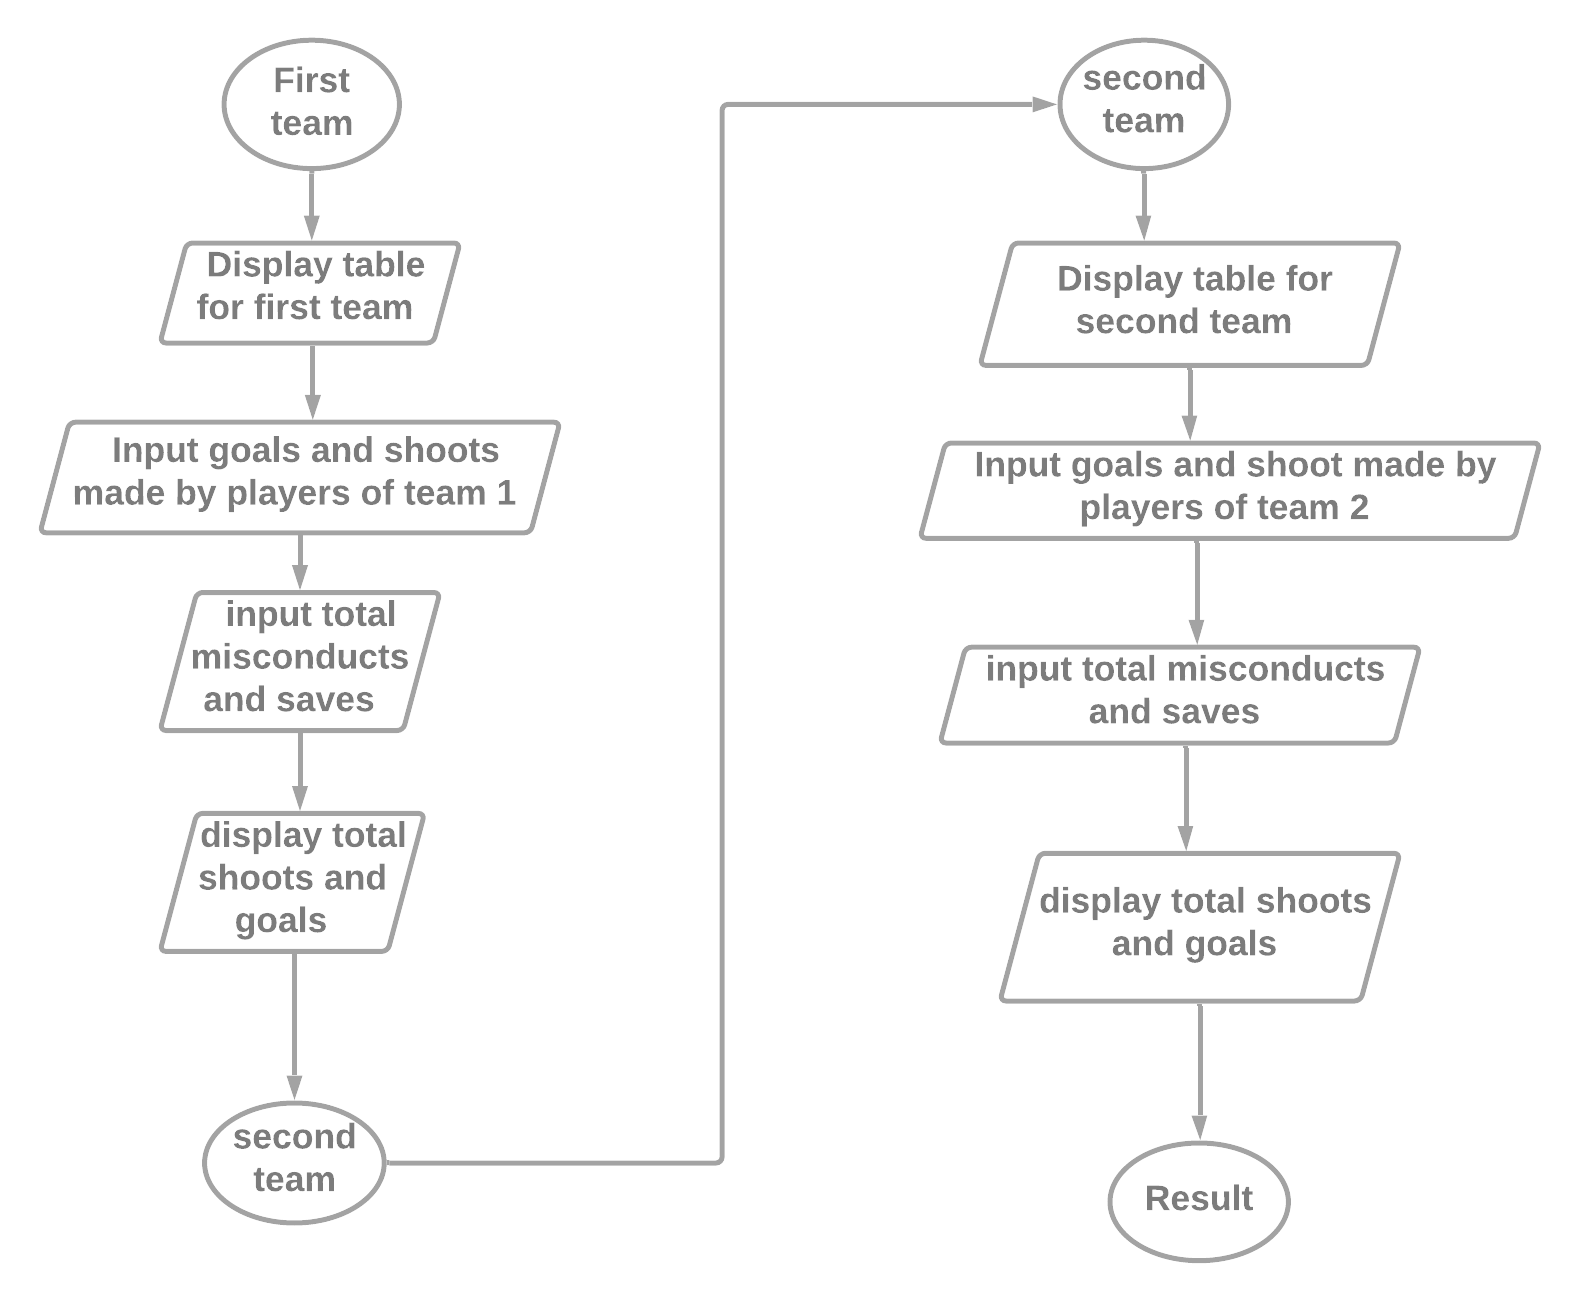 First
team
Display table
for first team
Input goals and shoots
made by players of team 1
input total
misconducts
and saves
display total
shoots and
goals
second
team
second
team
Display table for
second team
Input goals and shoot made by
players of team 2
input total misconducts
and saves
display total shoots
and goals
Result